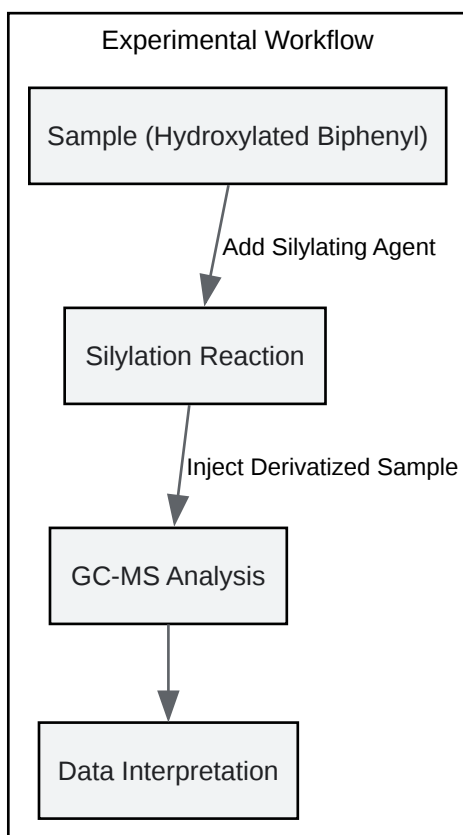 Experimental Workflow
Sample (Hydroxylated Biphenyl)
Add Silylating Agent
Silylation Reaction
Inject Derivatized Sample
GC-MS Analysis
Data Interpretation